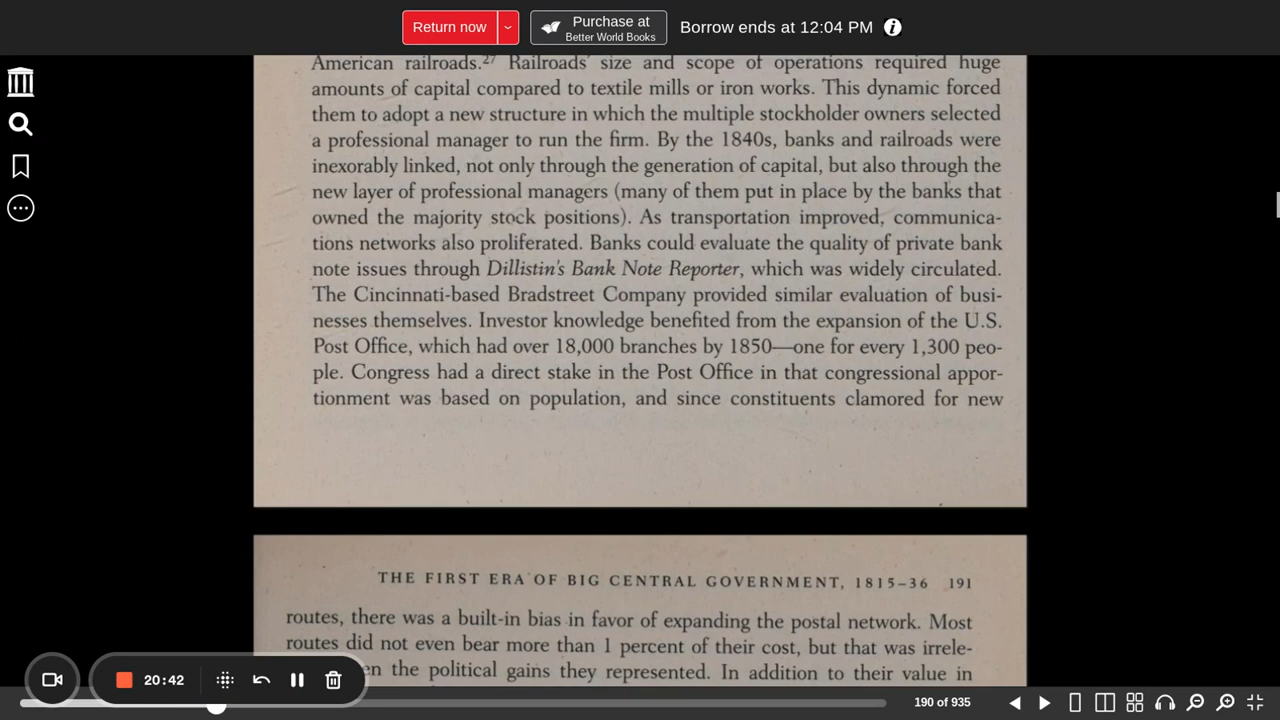 Return now
Purchase at
Better World Books
Borrow ends at 12:04 PM
American railroads.27 Railroads' size and scope of operations required huge
amounts of capital compared to textile mills or iron works. This dynamic forced
them to adopt a new structure in which the multiple stockholder owners selected
a professional manager to run the firm. By the 1840s, banks and railroads were
inexorably linked, not only through the generation of capital, but also through the
new layer of professional managers (many of them put in place by the banks that
owned the majority stock positions). As transportation improved, communica-
tions networks also proliferated. Banks could evaluate the quality of private bank
note issues through Dillistin's Bank Note Reporter, which was widely circulated.
The Cincinnati-based Bradstreet Company provided similar evaluation of busi-
nesses themselves. Investor knowledge benefited from the expansion of the U.S.
Post Office, which had over 18,000 branches by 1850—one for every 1,300 peo-
ple. Congress had a direct stake in the Post Office in that congressional appor-
tionment was based on population, and since constituents clamored for new
THE FIRST ERA OF BIG CENTRAL GOVERNMENT, 1815–36 191
routes, there was a built-in bias in favor of expanding the postal network. Most
routes did not even bear more than 1 percent of their cost, but that was irrele-
the political gains they represented. In addition to their value in
20:42
190 of 935